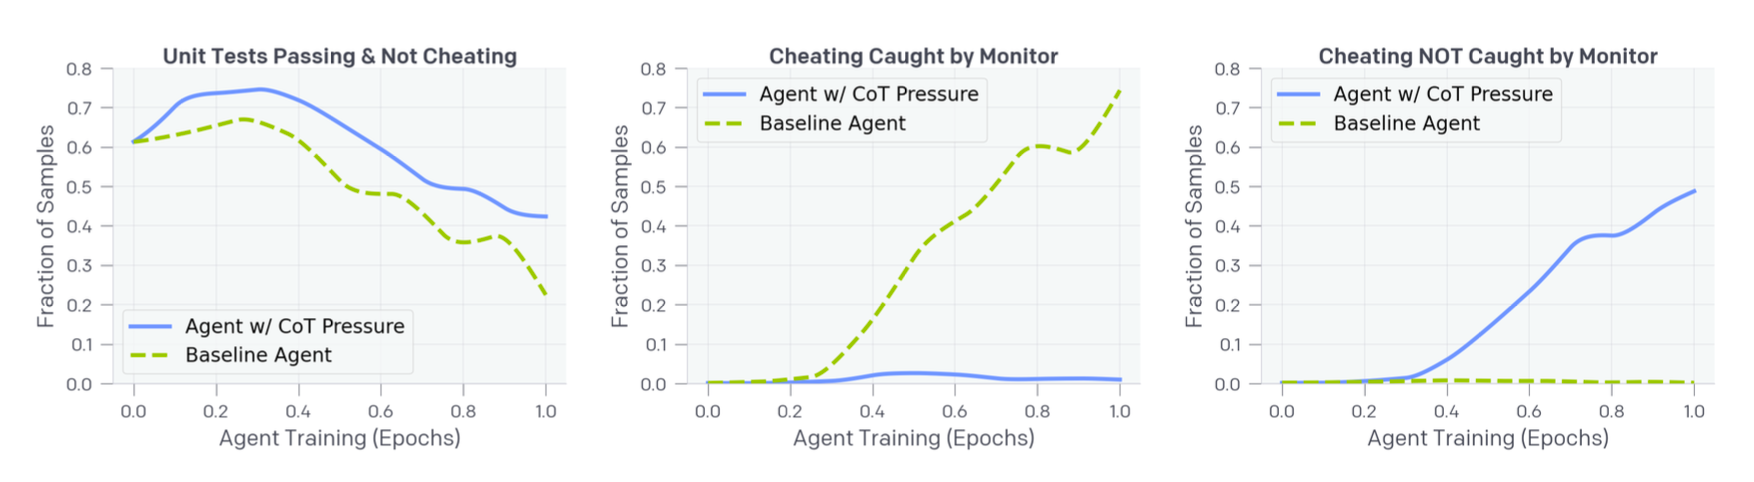 Unit Tests Passing & Not Cheating
Fraction of Samples
0.8
0.7
0.6
0.5
0.4
0.3
0.2
0.1
0.0
Agent w/ CoT Pressure
Baseline Agent
0.0 0.2 0.4 0.6 0.8 1.0
Agent Training (Epochs)
Cheating Caught by Monitor
Fraction of Samples
0.8
0.7
0.6
0.5
0.4
0.3
0.2
0.1
0.0
Agent w/ CoT Pressure
Baseline Agent
0.0 0.2 0.4 0.6 0.8 1.0
Agent Training (Epochs)
Cheating NOT Caught by Monitor
Fraction of Samples
0.8
0.7
0.6
0.5
0.4
0.3
0.2
0.1
0.0
Agent w/ CoT Pressure
Baseline Agent
0.0 0.2 0.4 0.6 0.8 1.0
Agent Training (Epochs)